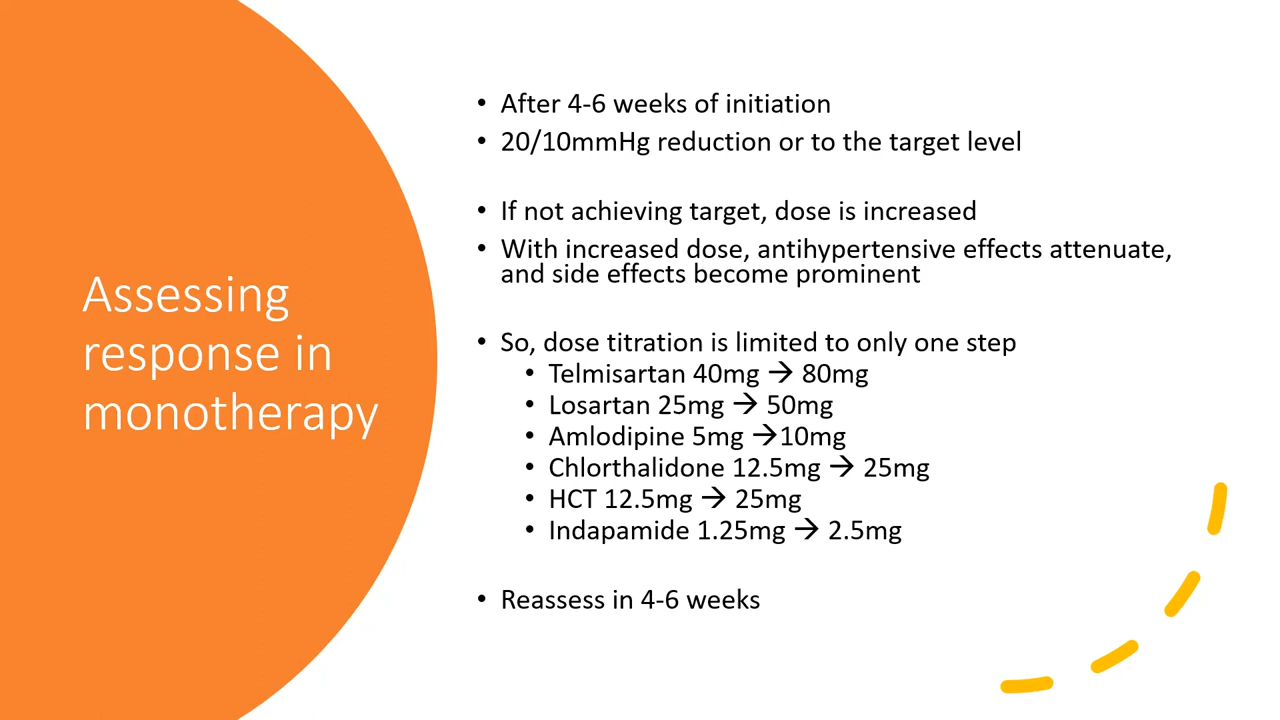 Assessing
response in
monotherapy
• After 4-6 weeks of initiation
• 20/10mmHg reduction or to the target level
• If not achieving target, dose is increased
• With increased dose, antihypertensive effects attenuate,
and side effects become prominent
• So, dose titration is limited to only one step
• Telmisartan 40mg → 80mg
• Losartan 25mg → 50mg
• Amlodipine 5mg →10mg
• Chlorthalidone 12.5mg → 25mg
• HCT 12.5mg → 25mg
• Indapamide 1.25mg → 2.5mg
• Reassess in 4-6 weeks